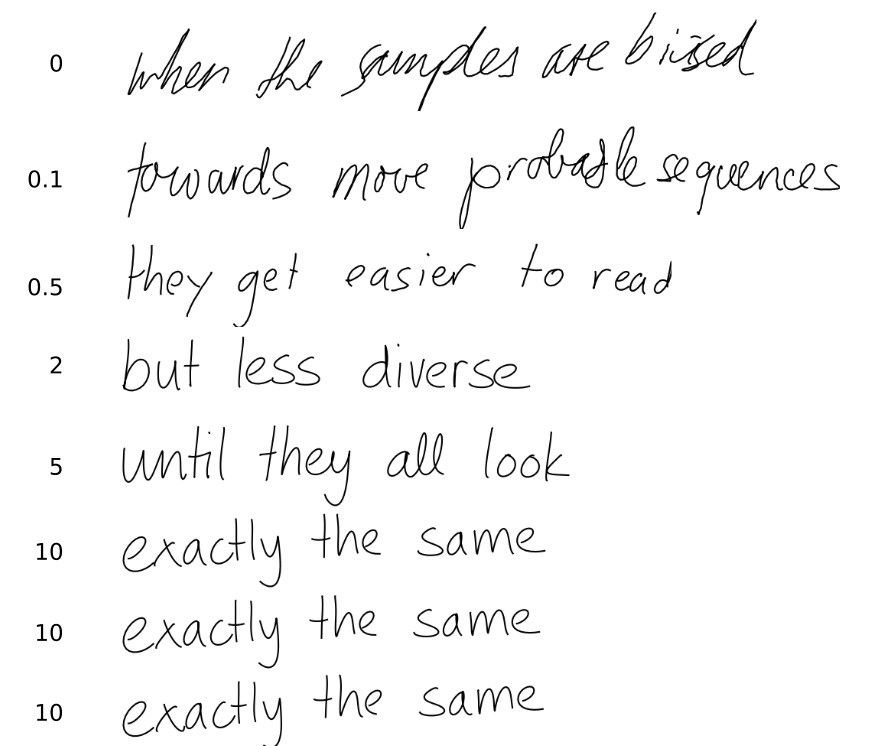 0 when the samples are biased
0.1 towards more probable sequences
0.5 they get easier to read
2 but less diverse
5 until they all look
10 exactly the same
10 exactly the same
10 exactly the same